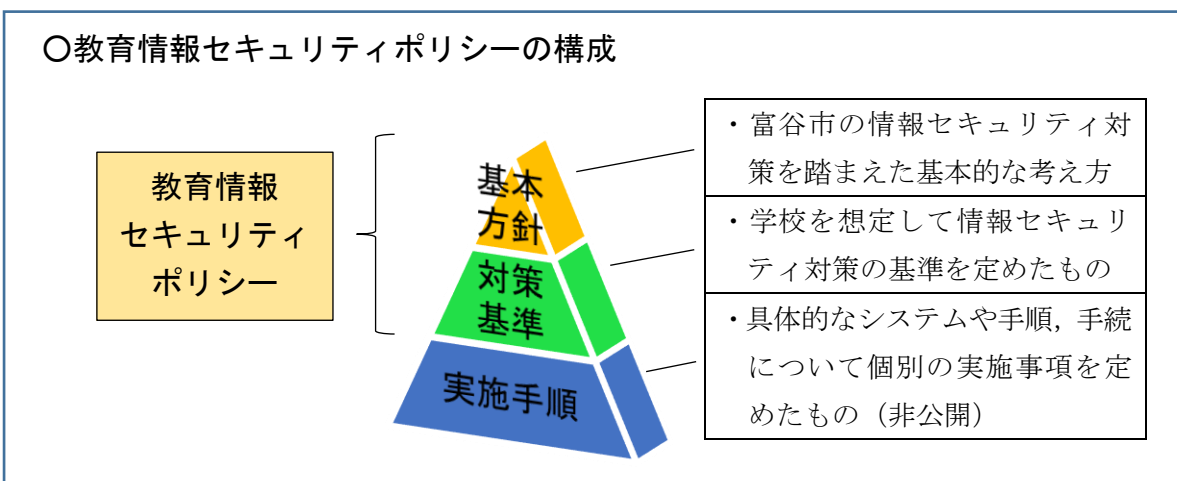 〇教育情報セキュリティポリシーの構成
教育情報
セキュリティ
ポリシー
基本
方針
対策
基準
実施手順
・富谷市の情報セキュリティ対
策を踏まえた基本的な考え方
・学校を想定して情報セキュリ
ティ対策の基準を定めたもの
・具体的なシステムや手順，手続
について個別の実施事項を定
めたもの（非公開）